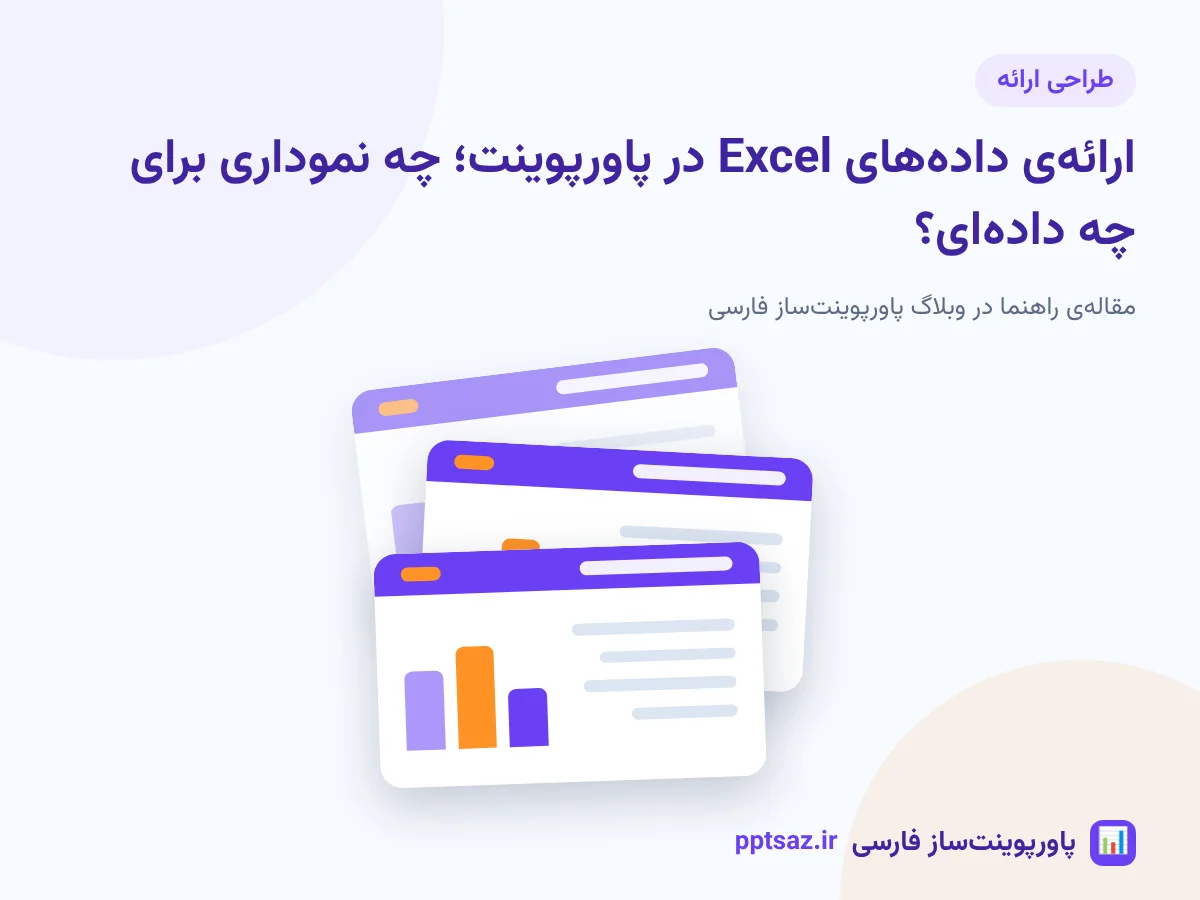 طراحی ارائه
ارائه‌ی داده‌های Excel در پاورپوینت؛ چه نموداری برای
چه داده‌ای؟
مقاله‌ی راهنما در وبلاگ پاورپوینت‌ساز فارسی
پاورپوینت‌ساز فارسی pptsaz.ir